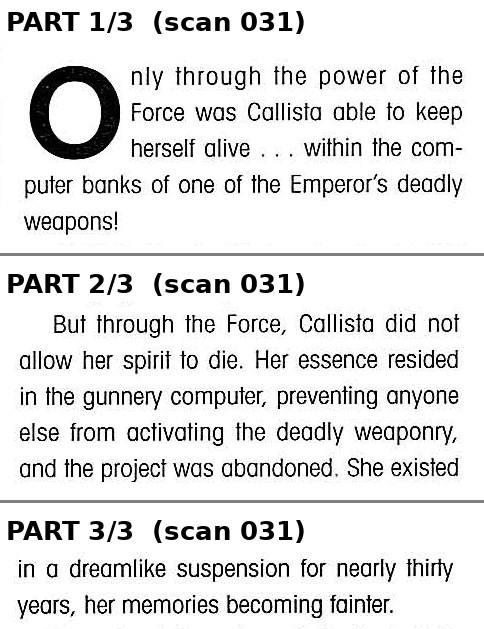 PART 1/3 (scan 031)
Only through the power of the
Force was Callista able to keep
herself alive . . . within the com-
puter banks of one of the Emperor's deadly
weapons!
PART 2/3 (scan 031)
But through the Force, Callista did not
allow her spirit to die. Her essence resided
in the gunnery computer, preventing anyone
else from activating the deadly weaponry,
and the project was abandoned. She existed
PART 3/3 (scan 031)
in a dreamlike suspension for nearly thirty
years, her memories becoming fainter.